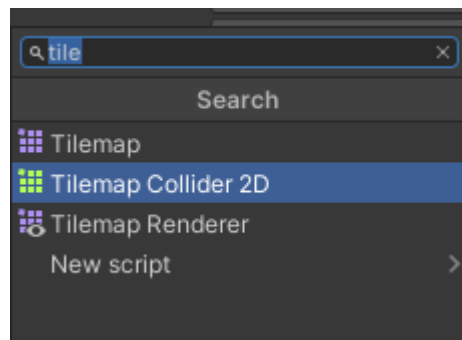 tile
Search
Tilemap
Tilemap Collider 2D
Tilemap Renderer
New script